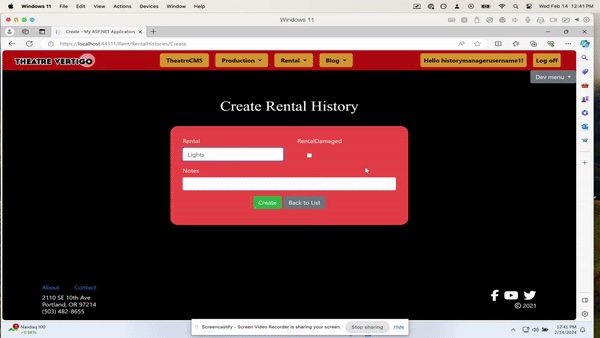 Windows 11 File Edit View Actions Devices Window Help Wed Feb 14 12:41 PM
Windows 11
Create - My ASP.NET Application
https://localhost:44311/Rent/RentalHistories/Create
THEATRE VERTIGO TheatreCMS Production Rental Blog Hello historymanagerusername1! Log off
Dev menu
Create Rental History
Rental RentalDamaged
Lights
Notes
Create Back to List
About Contact
2110 SE 10th Ave
Portland, OR 97214
(503) 482-8655
© 2021
Nasdaq 100
+0.98%
Screencastify - Screen Video Recorder is sharing your screen. Stop sharing Hide
12:41 PM
2/14/2024